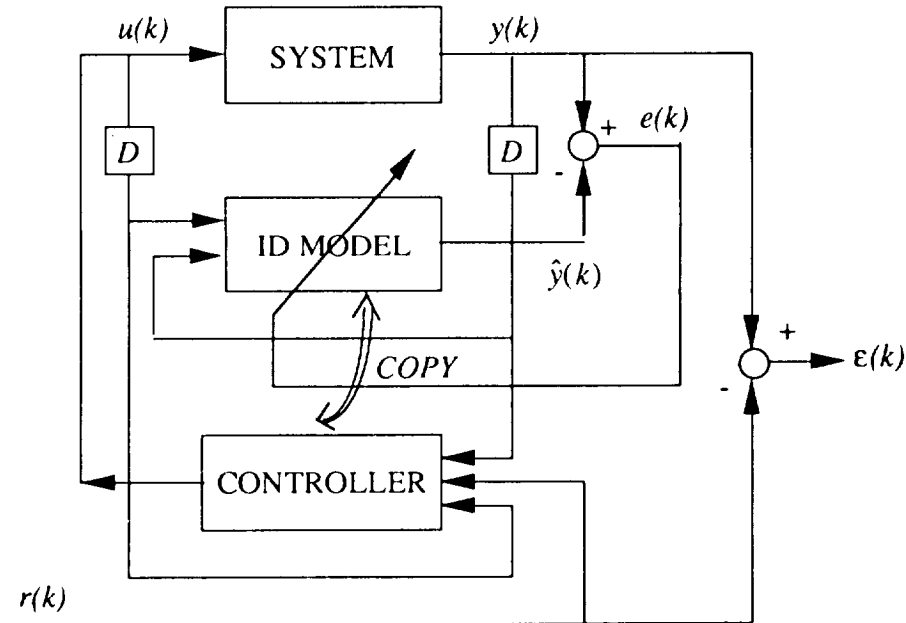 u(k)
SYSTEM
y(k)
D
D
+
e(k)
-
ID MODEL
ŷ(k)
COPY
+
ε(k)
-
CONTROLLER
r(k)